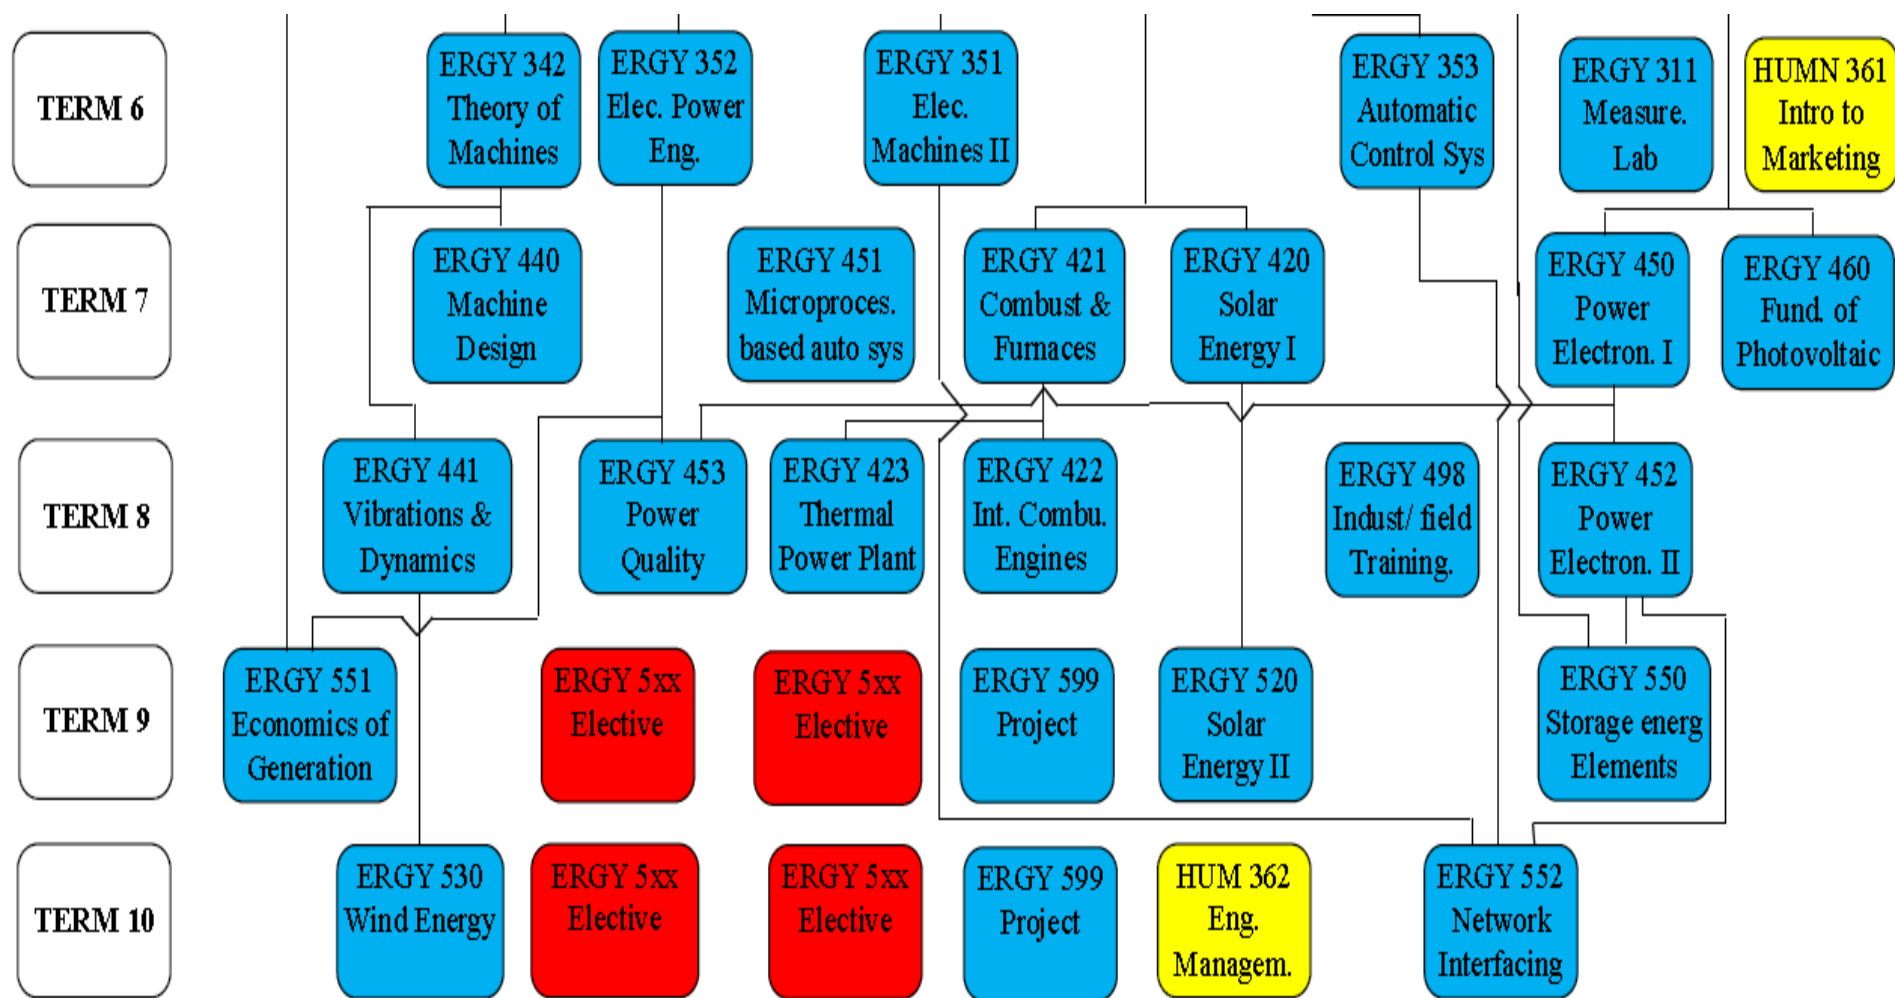 TERM 6
ERGY 342
Theory of
Machines
ERGY 352
Elec. Power
Eng.
ERGY 351
Elec.
Machines II
ERGY 353
Automatic
Control Sys
ERGY 311
Measure.
Lab
HUMN 361
Intro to
Marketing
TERM 7
ERGY 440
Machine
Design
ERGY 451
Microproces.
based auto sys
ERGY 421
Combust &
Furnaces
ERGY 420
Solar
Energy I
ERGY 450
Power
Electron. I
ERGY 460
Fund. of
Photovoltaic
TERM 8
ERGY 441
Vibrations &
Dynamics
ERGY 453
Power
Quality
ERGY 423
Thermal
Power Plant
ERGY 422
Int. Combu.
Engines
ERGY 498
Indust/ field
Training.
ERGY 452
Power
Electron. II
TERM 9
ERGY 551
Economics of
Generation
ERGY 5xx
Elective
ERGY 5xx
Elective
ERGY 599
Project
ERGY 520
Solar
Energy II
ERGY 550
Storage energ
Elements
TERM 10
ERGY 530
Wind Energy
ERGY 5xx
Elective
ERGY 5xx
Elective
ERGY 599
Project
HUM 362
Eng.
Managem.
ERGY 552
Network
Interfacing